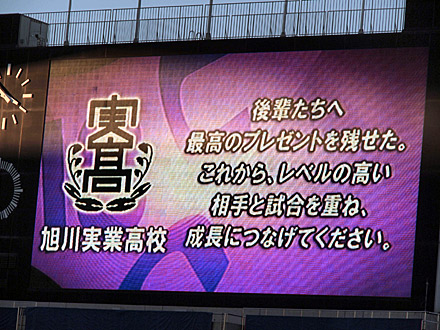 実高
旭川実業高校
後輩たちへ
最高のプレゼントを残せた。
これから、レベルの高い
相手と試合を重ね、
成長につなげてください。